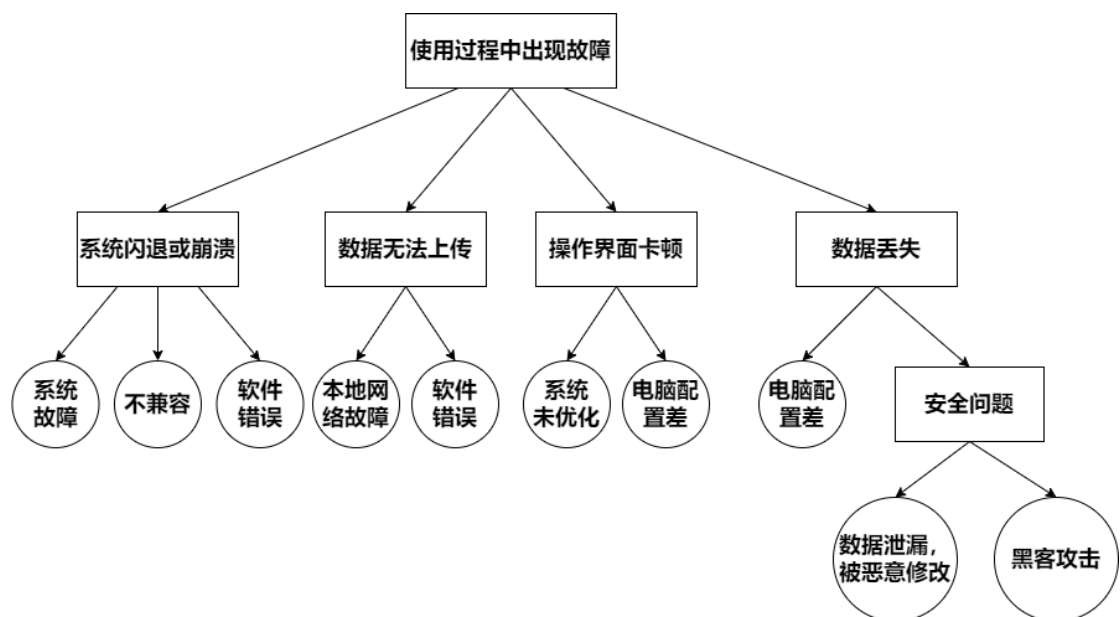 使用过程中出现故障
系统闪退或崩溃
数据无法上传
操作界面卡顿
数据丢失
系统
故障
不兼容
软件
错误
本地网
络故障
软件
错误
系统
未优化
电脑配
置差
电脑配
置差
安全问题
数据泄漏，
被恶意修改
黑客攻击